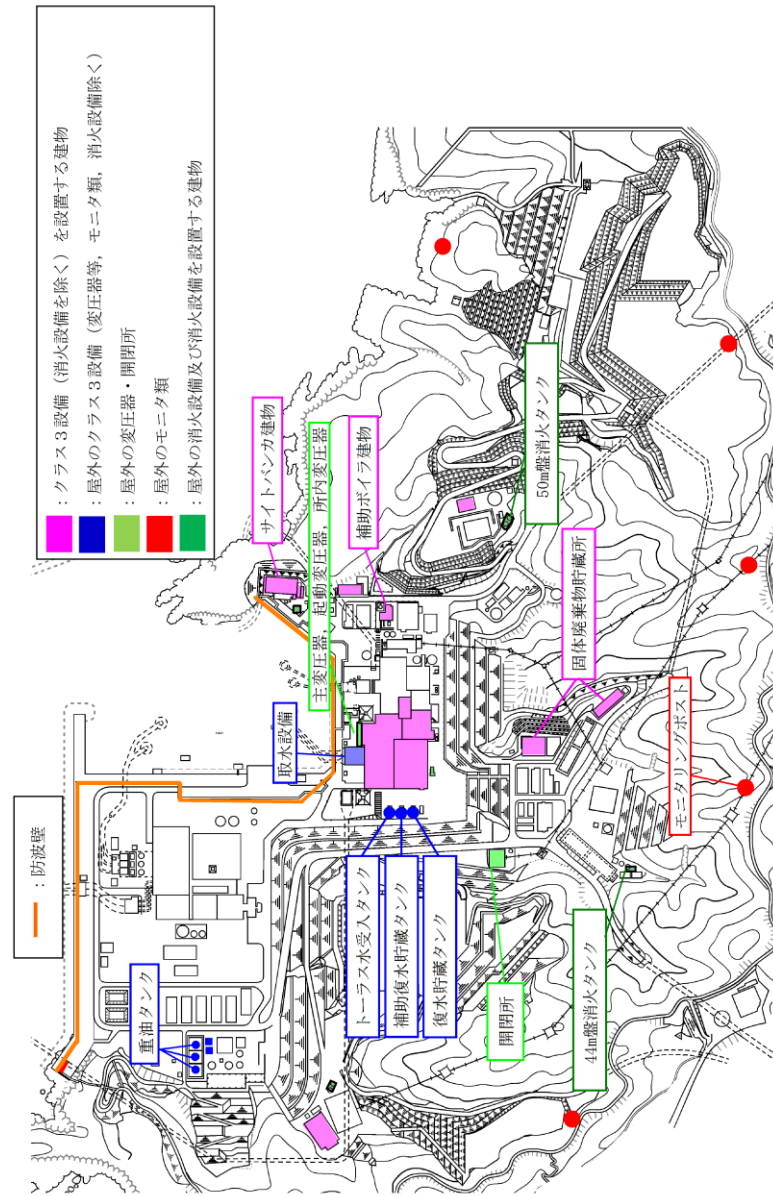 :クラス3設備(消火設備を除く)を設置する建物
:屋外のクラス3設備(変圧器等,モニタ類,消火設備除く)
:屋外の変圧器・開閉所
:屋外のモニタ類
:屋外の消火設備及び消火設備を設置する建物
:防波壁
サイトバンカ建物
主変圧器,起動変圧器,所内変圧器
補助ボイラ建物
50m盤消火タンク
取水設備
固体廃棄物貯蔵所
モニタリングポスト
重油タンク
トーラス水受入タンク
補助復水貯蔵タンク
復水貯蔵タンク
開閉所
44m盤消火タンク